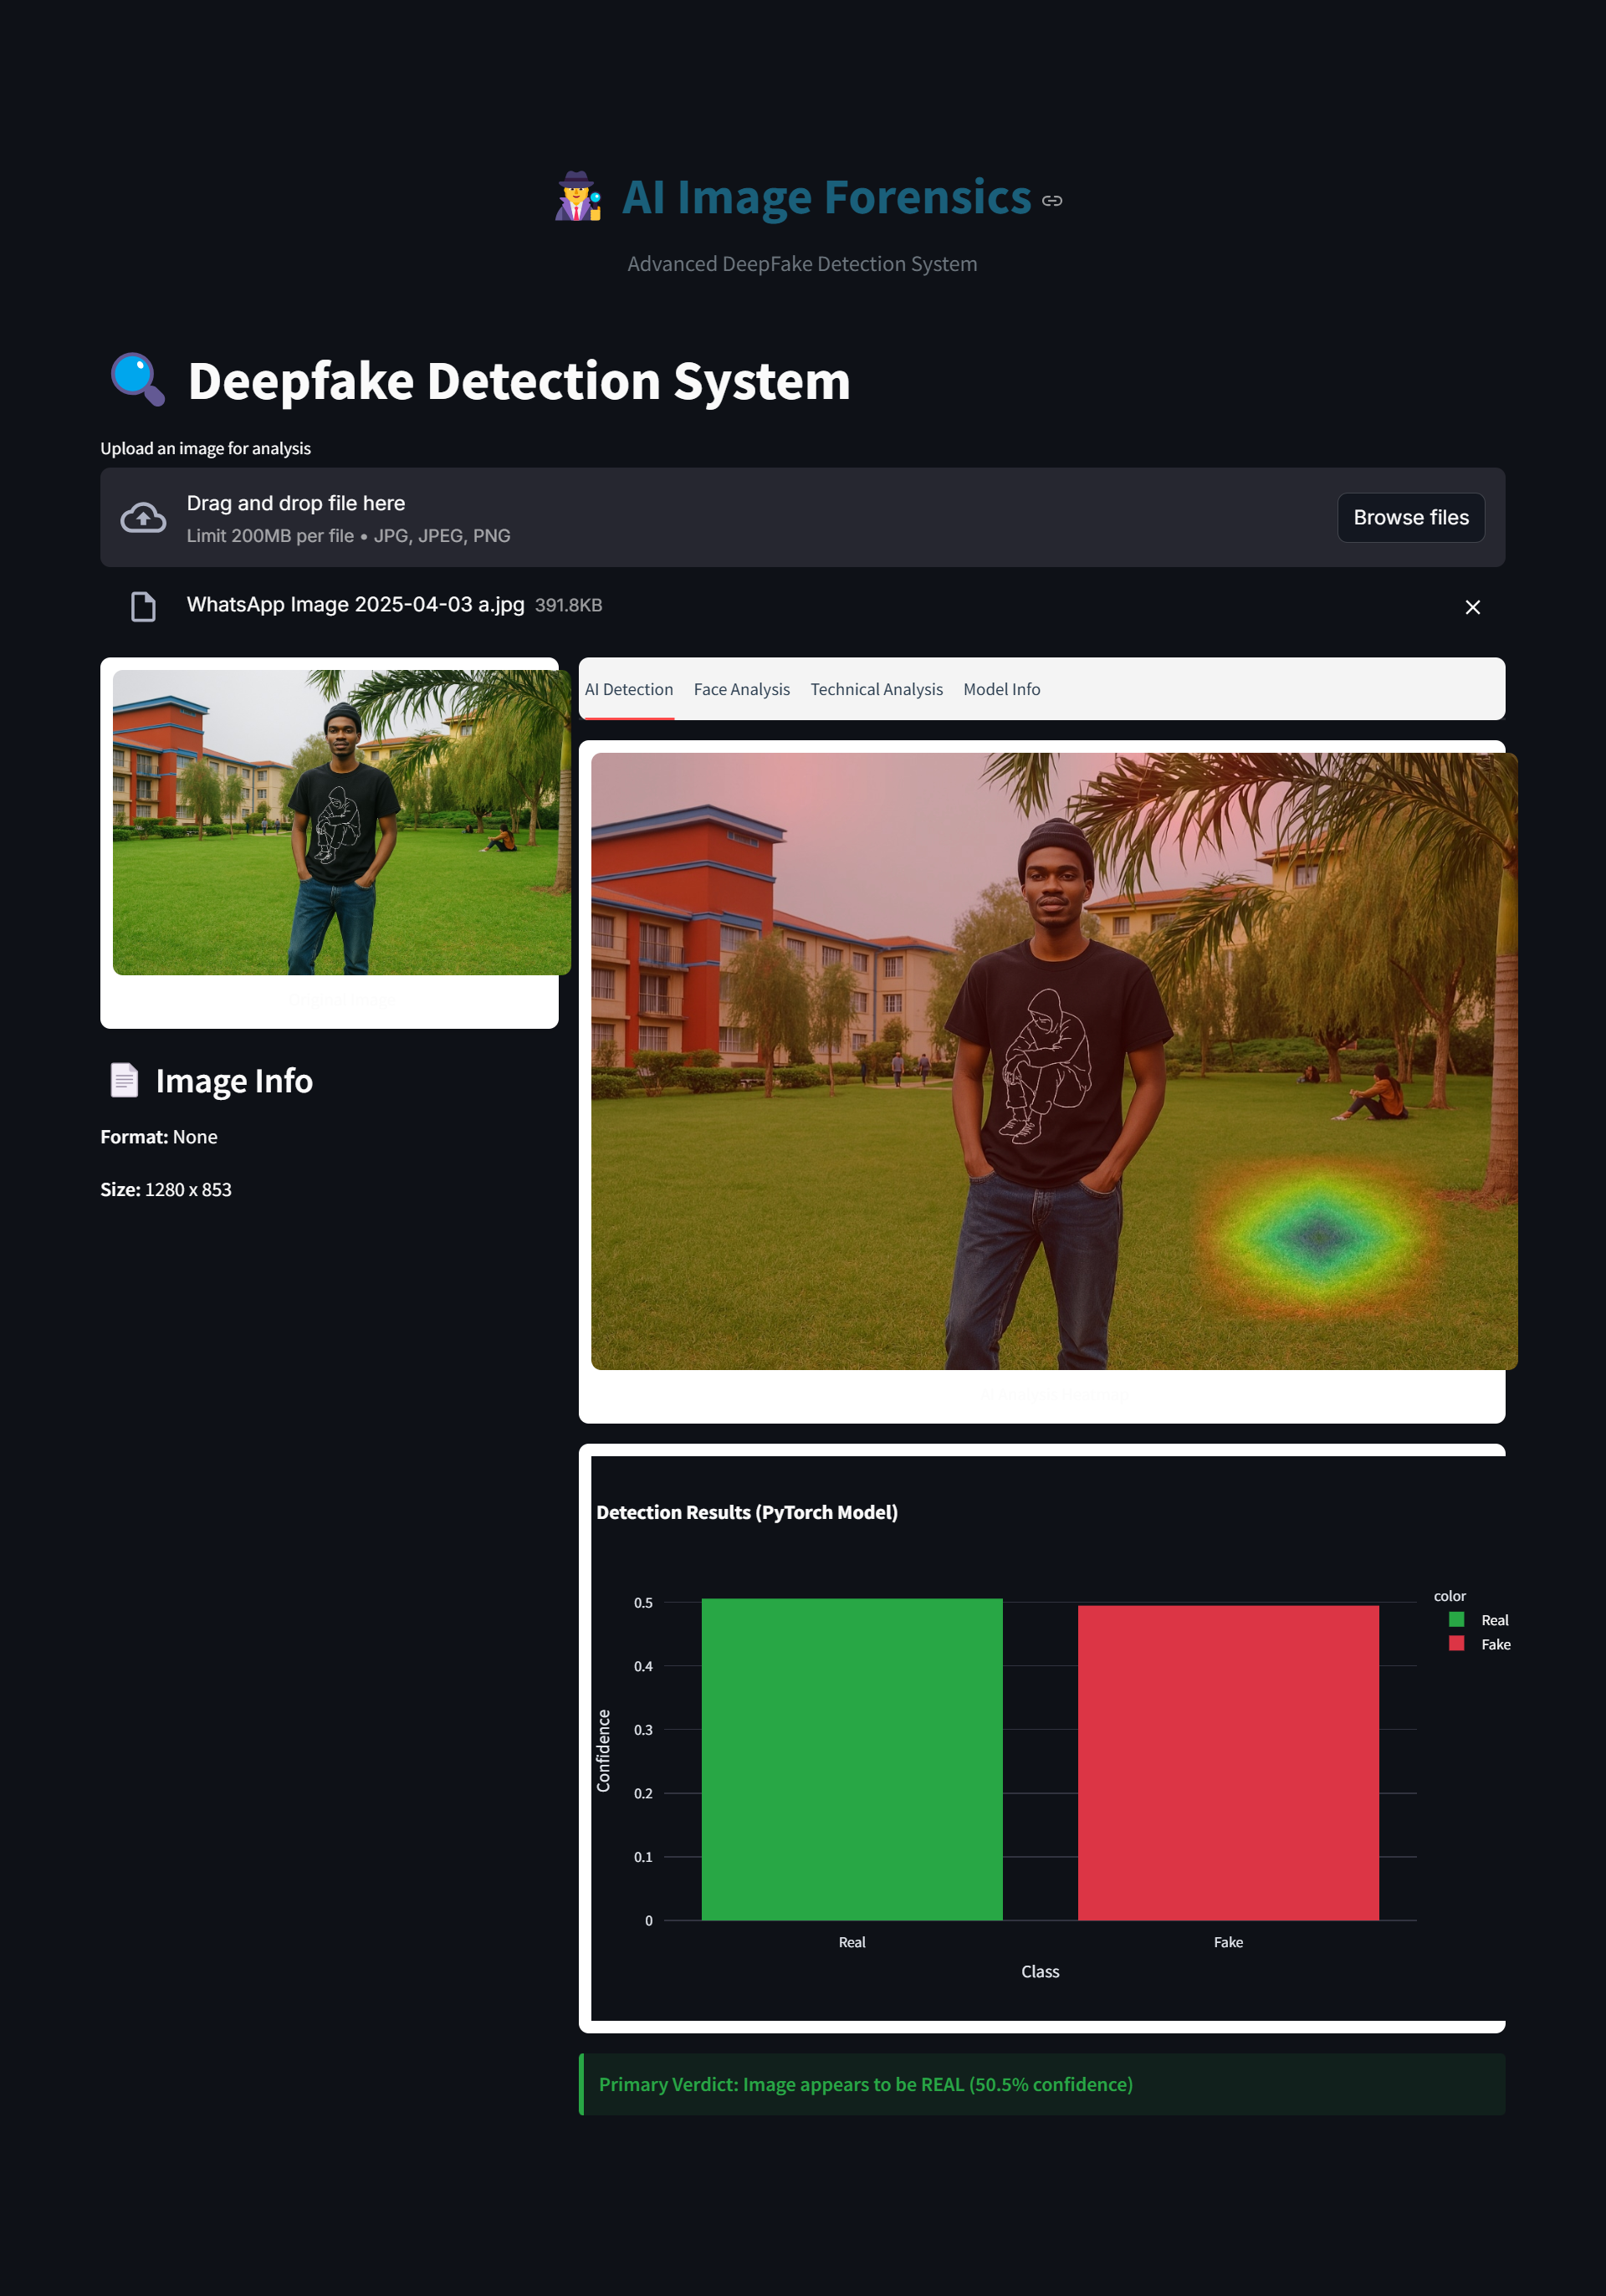 AI Image Forensics
Advanced DeepFake Detection System
Deepfake Detection System
Upload an image for analysis
Drag and drop file here
Limit 200MB per file • JPG, JPEG, PNG
Browse files
WhatsApp Image 2025-04-03 a.jpg 391.8KB
AI Detection Face Analysis Technical Analysis Model Info
Image Info
Format: None
Size: 1280 x 853
Detection Results (PyTorch Model)
color
Real
Fake
0.5
0.4
0.3
0.2
0.1
0
Confidence
Real
Fake
Class
Primary Verdict: Image appears to be REAL (50.5% confidence)